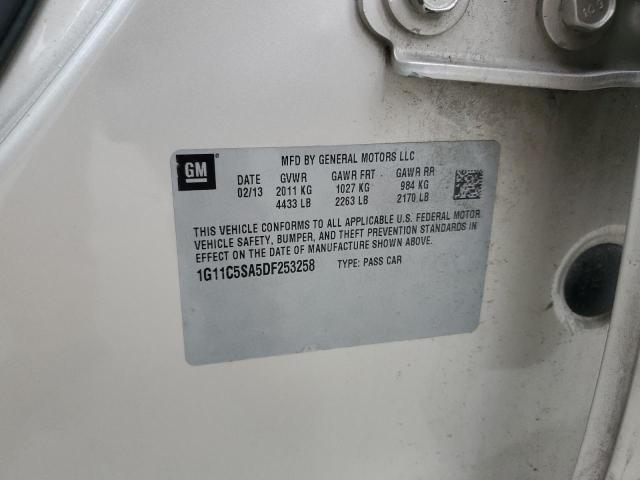 GM
MFD BY GENERAL MOTORS LLC
DATE GVWR GAWR FRT GAWR RR
02/13 2011 KG 1027 KG 984 KG
4433 LB 2263 LB 2170 LB
THIS VEHICLE CONFORMS TO ALL APPLICABLE U.S. FEDERAL MOTOR
VEHICLE SAFETY, BUMPER, AND THEFT PREVENTION STANDARDS IN
EFFECT ON THE DATE OF MANUFACTURE SHOWN ABOVE.
1G11C5SA5DF253258 TYPE: PASS CAR